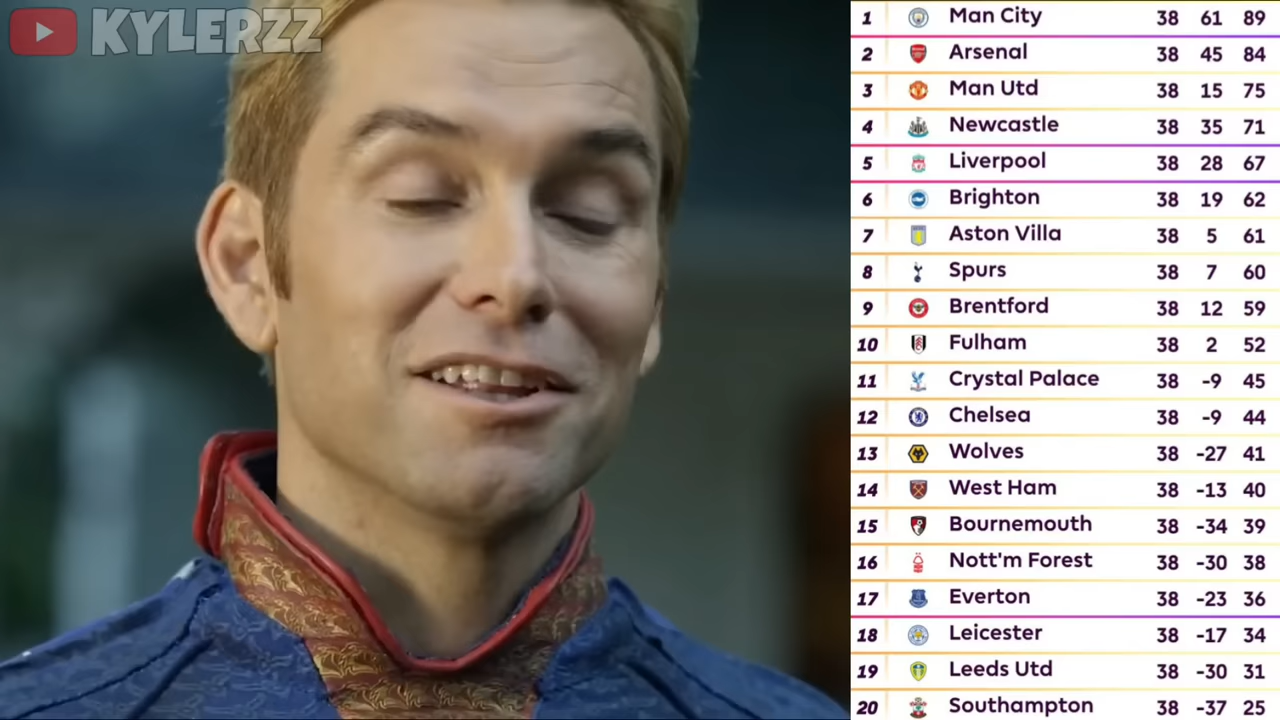 KYLERZZ
1 Man City 38 61 89
2 Arsenal 38 45 84
3 Man Utd 38 15 75
4 Newcastle 38 35 71
5 Liverpool 38 28 67
6 Brighton 38 19 62
7 Aston Villa 38 5 61
8 Spurs 38 7 60
9 Brentford 38 12 59
10 Fulham 38 2 52
11 Crystal Palace 38 -9 45
12 Chelsea 38 -9 44
13 Wolves 38 -27 41
14 West Ham 38 -13 40
15 Bournemouth 38 -34 39
16 Nott'm Forest 38 -30 38
17 Everton 38 -23 36
18 Leicester 38 -17 34
19 Leeds Utd 38 -30 31
20 Southampton 38 -37 25